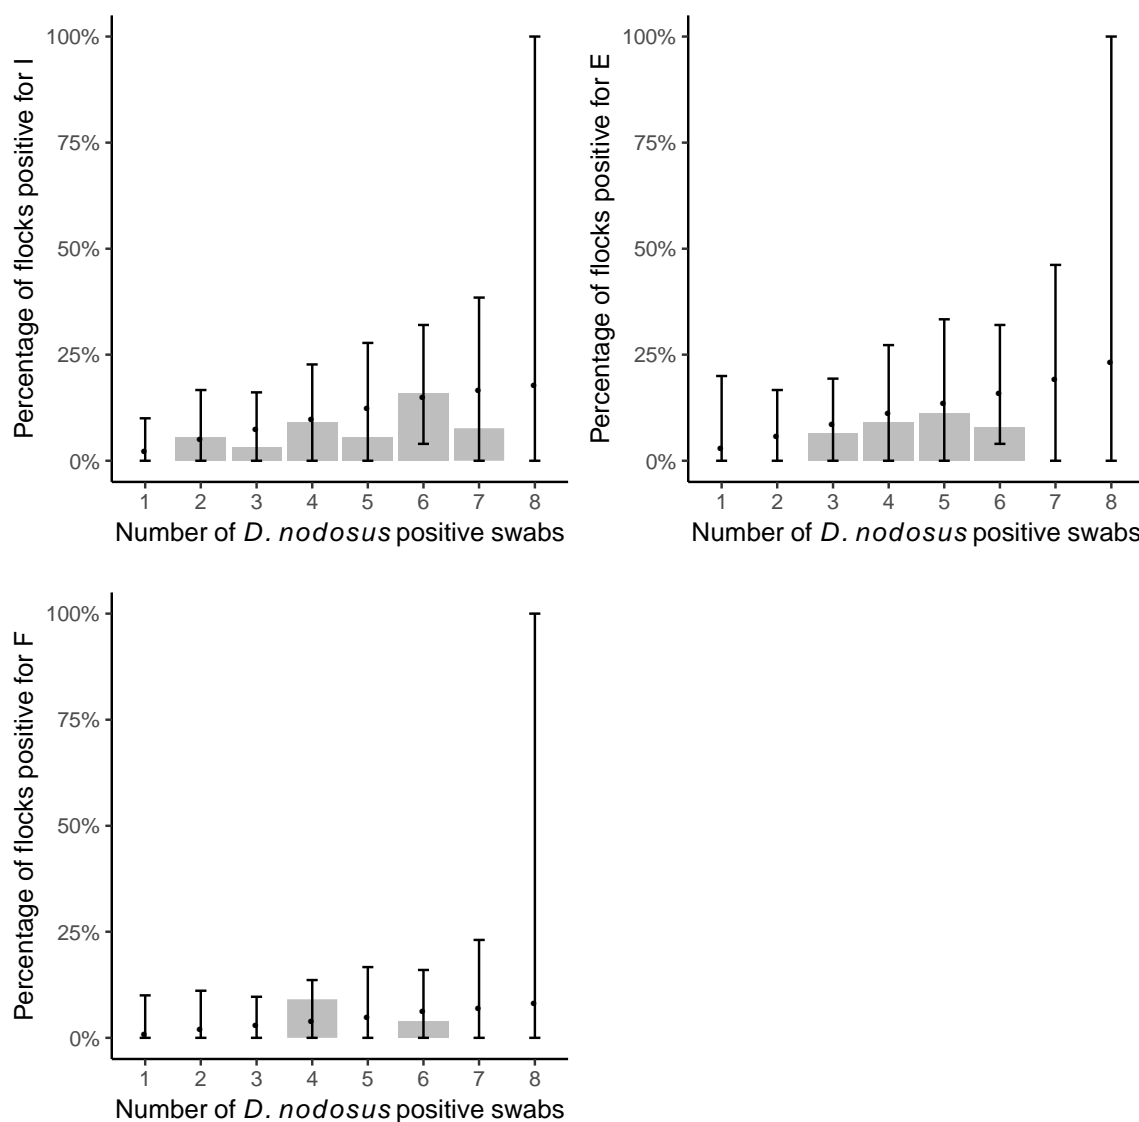 Percentage of flocks positive for I
100%
75%
50%
25%
0%
1 2 3 4 5 6 7 8
Number of D. nodosus positive swabs
Percentage of flocks positive for E
100%
75%
50%
25%
0%
1 2 3 4 5 6 7 8
Number of D. nodosus positive swabs
Percentage of flocks positive for F
100%
75%
50%
25%
0%
1 2 3 4 5 6 7 8
Number of D. nodosus positive swabs